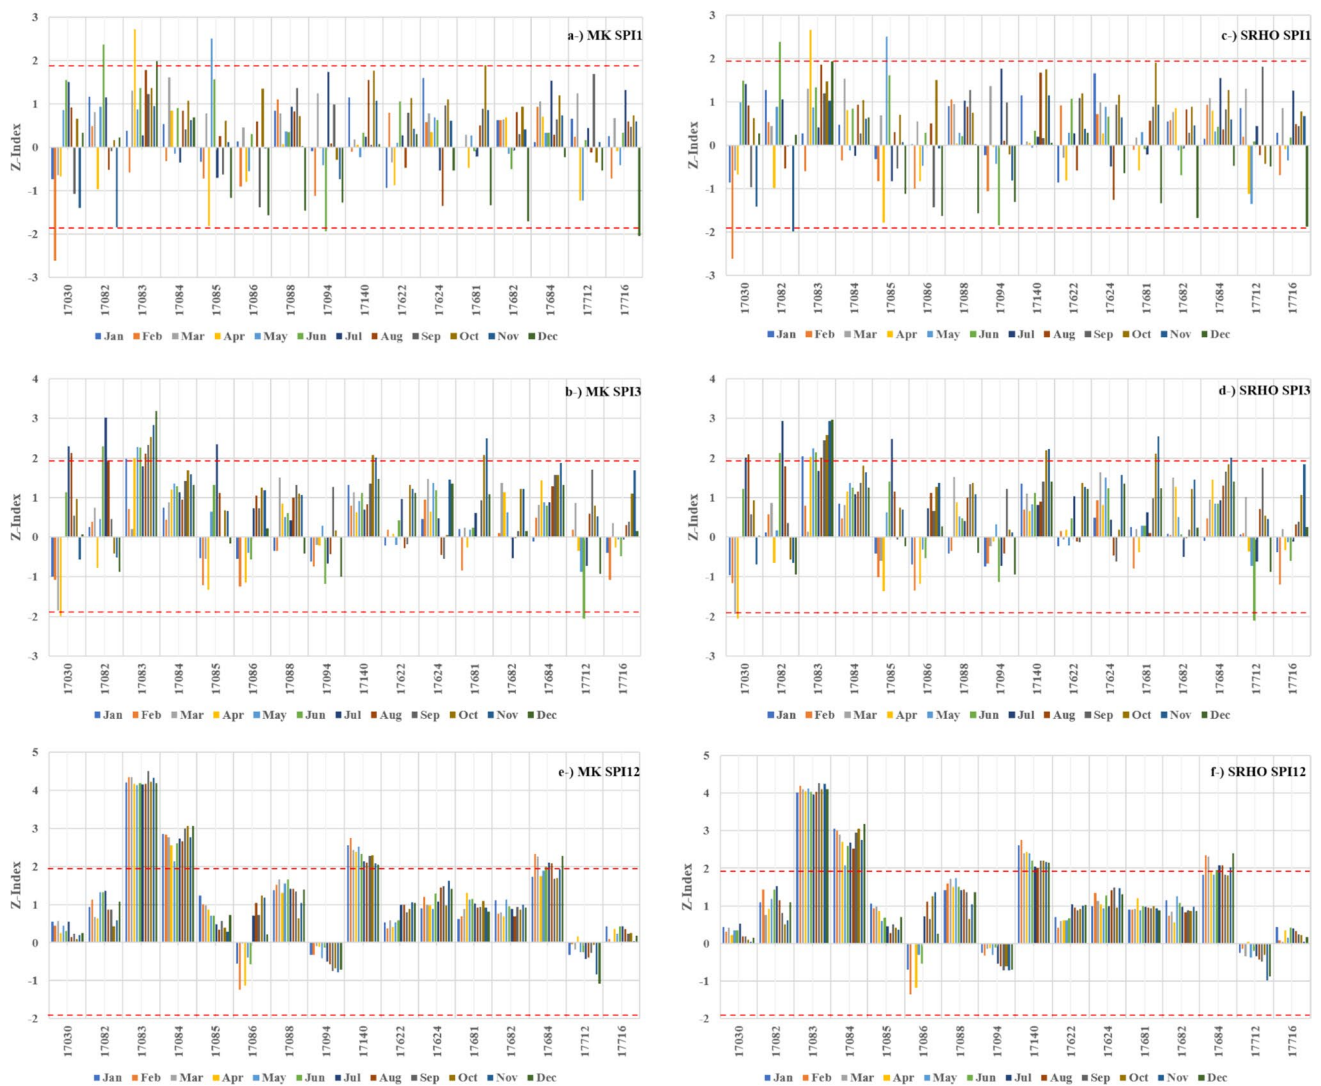 a-) MK SPI1
Z-Index
3
2
1
0
-1
-2
-3
17030 17082 17083 17084 17085 17086 17088 17094 17140 17622 17624 17681 17682 17684 17712 17716
Jan Feb Mar Apr May Jun Jul Aug Sep Oct Nov Dec
c-) SRHO SPI1
Z-Index
3
2
1
0
-1
-2
-3
17030 17082 17083 17084 17085 17086 17088 17094 17140 17622 17624 17681 17682 17684 17712 17716
Jan Feb Mar Apr May Jun Jul Aug Sep Oct Nov Dec
b-) MK SPI3
Z-Index
4
3
2
1
0
-1
-2
-3
17030 17082 17083 17084 17085 17086 17088 17094 17140 17622 17624 17681 17682 17684 17712 17716
Jan Feb Mar Apr May Jun Jul Aug Sep Oct Nov Dec
d-) SRHO SPI3
Z-Index
4
3
2
1
0
-1
-2
-3
17030 17082 17083 17084 17085 17086 17088 17094 17140 17622 17624 17681 17682 17684 17712 17716
Jan Feb Mar Apr May Jun Jul Aug Sep Oct Nov Dec
e-) MK SPI12
Z-Index
5
4
3
2
1
0
-1
-2
17030 17082 17083 17084 17085 17086 17088 17094 17140 17622 17624 17681 17682 17684 17712 17716
Jan Feb Mar Apr May Jun Jul Aug Sep Oct Nov Dec
f-) SRHO SPI12
Z-Index
5
4
3
2
1
0
-1
-2
17030 17082 17083 17084 17085 17086 17088 17094 17140 17622 17624 17681 17682 17684 17712 17716
Jan Feb Mar Apr May Jun Jul Aug Sep Oct Nov Dec